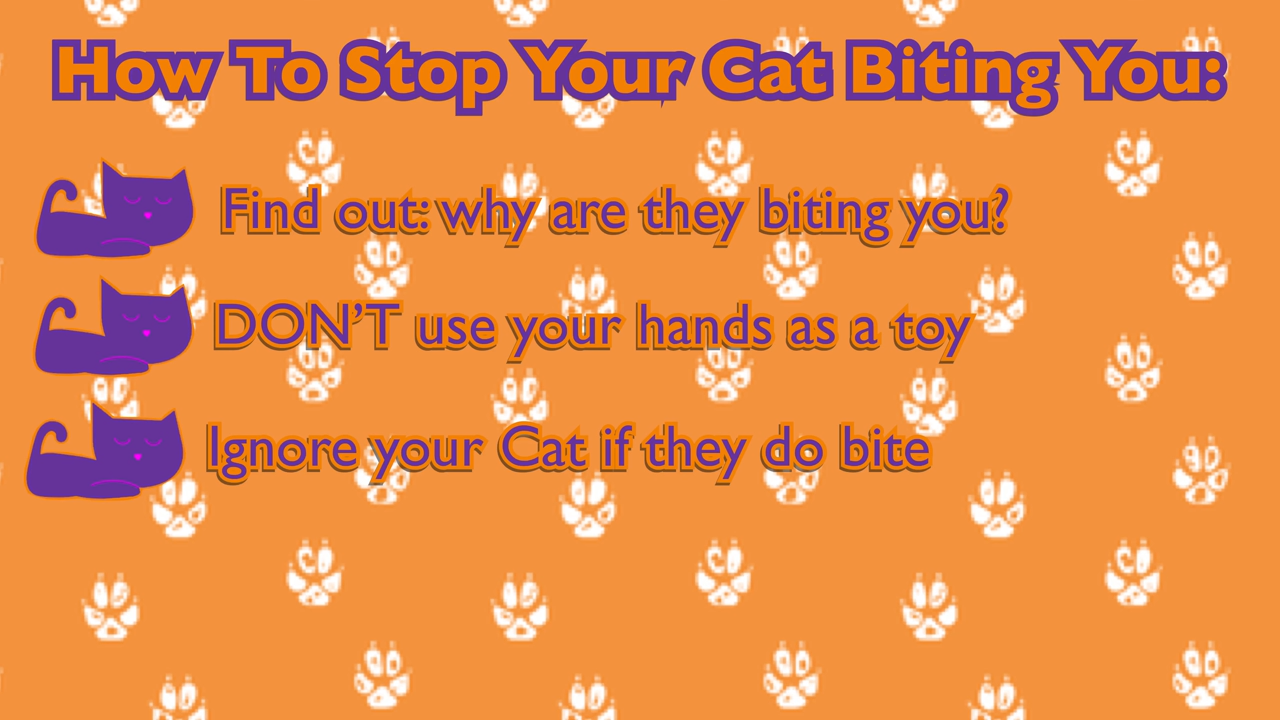 How To Stop Your Cat Biting You:
Find out: why are they biting you?
DON'T use your hands as a toy
Ignore your Cat if they do bite